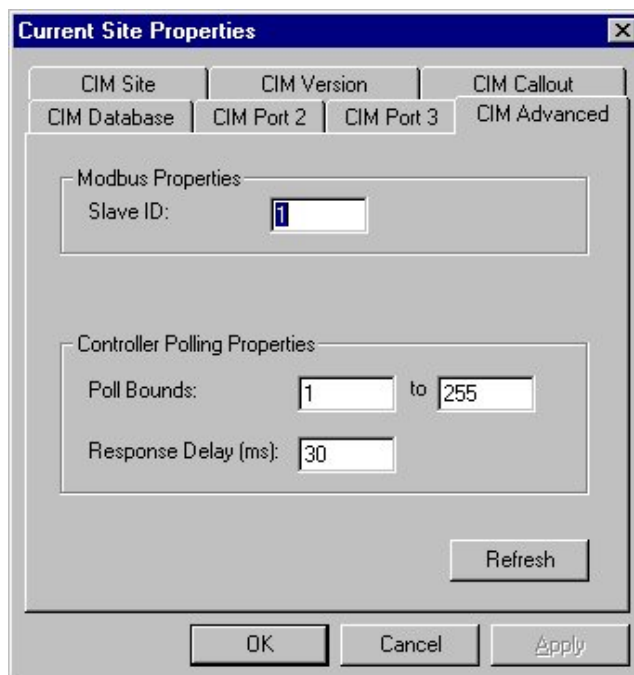 Current Site Properties
CIM Site CIM Version CIM Callout
CIM Database CIM Port 2 CIM Port 3 CIM Advanced
Modbus Properties
Slave ID: 1
Controller Polling Properties
Poll Bounds: 1 to 255
Response Delay (ms): 30
Refresh
OK Cancel Apply